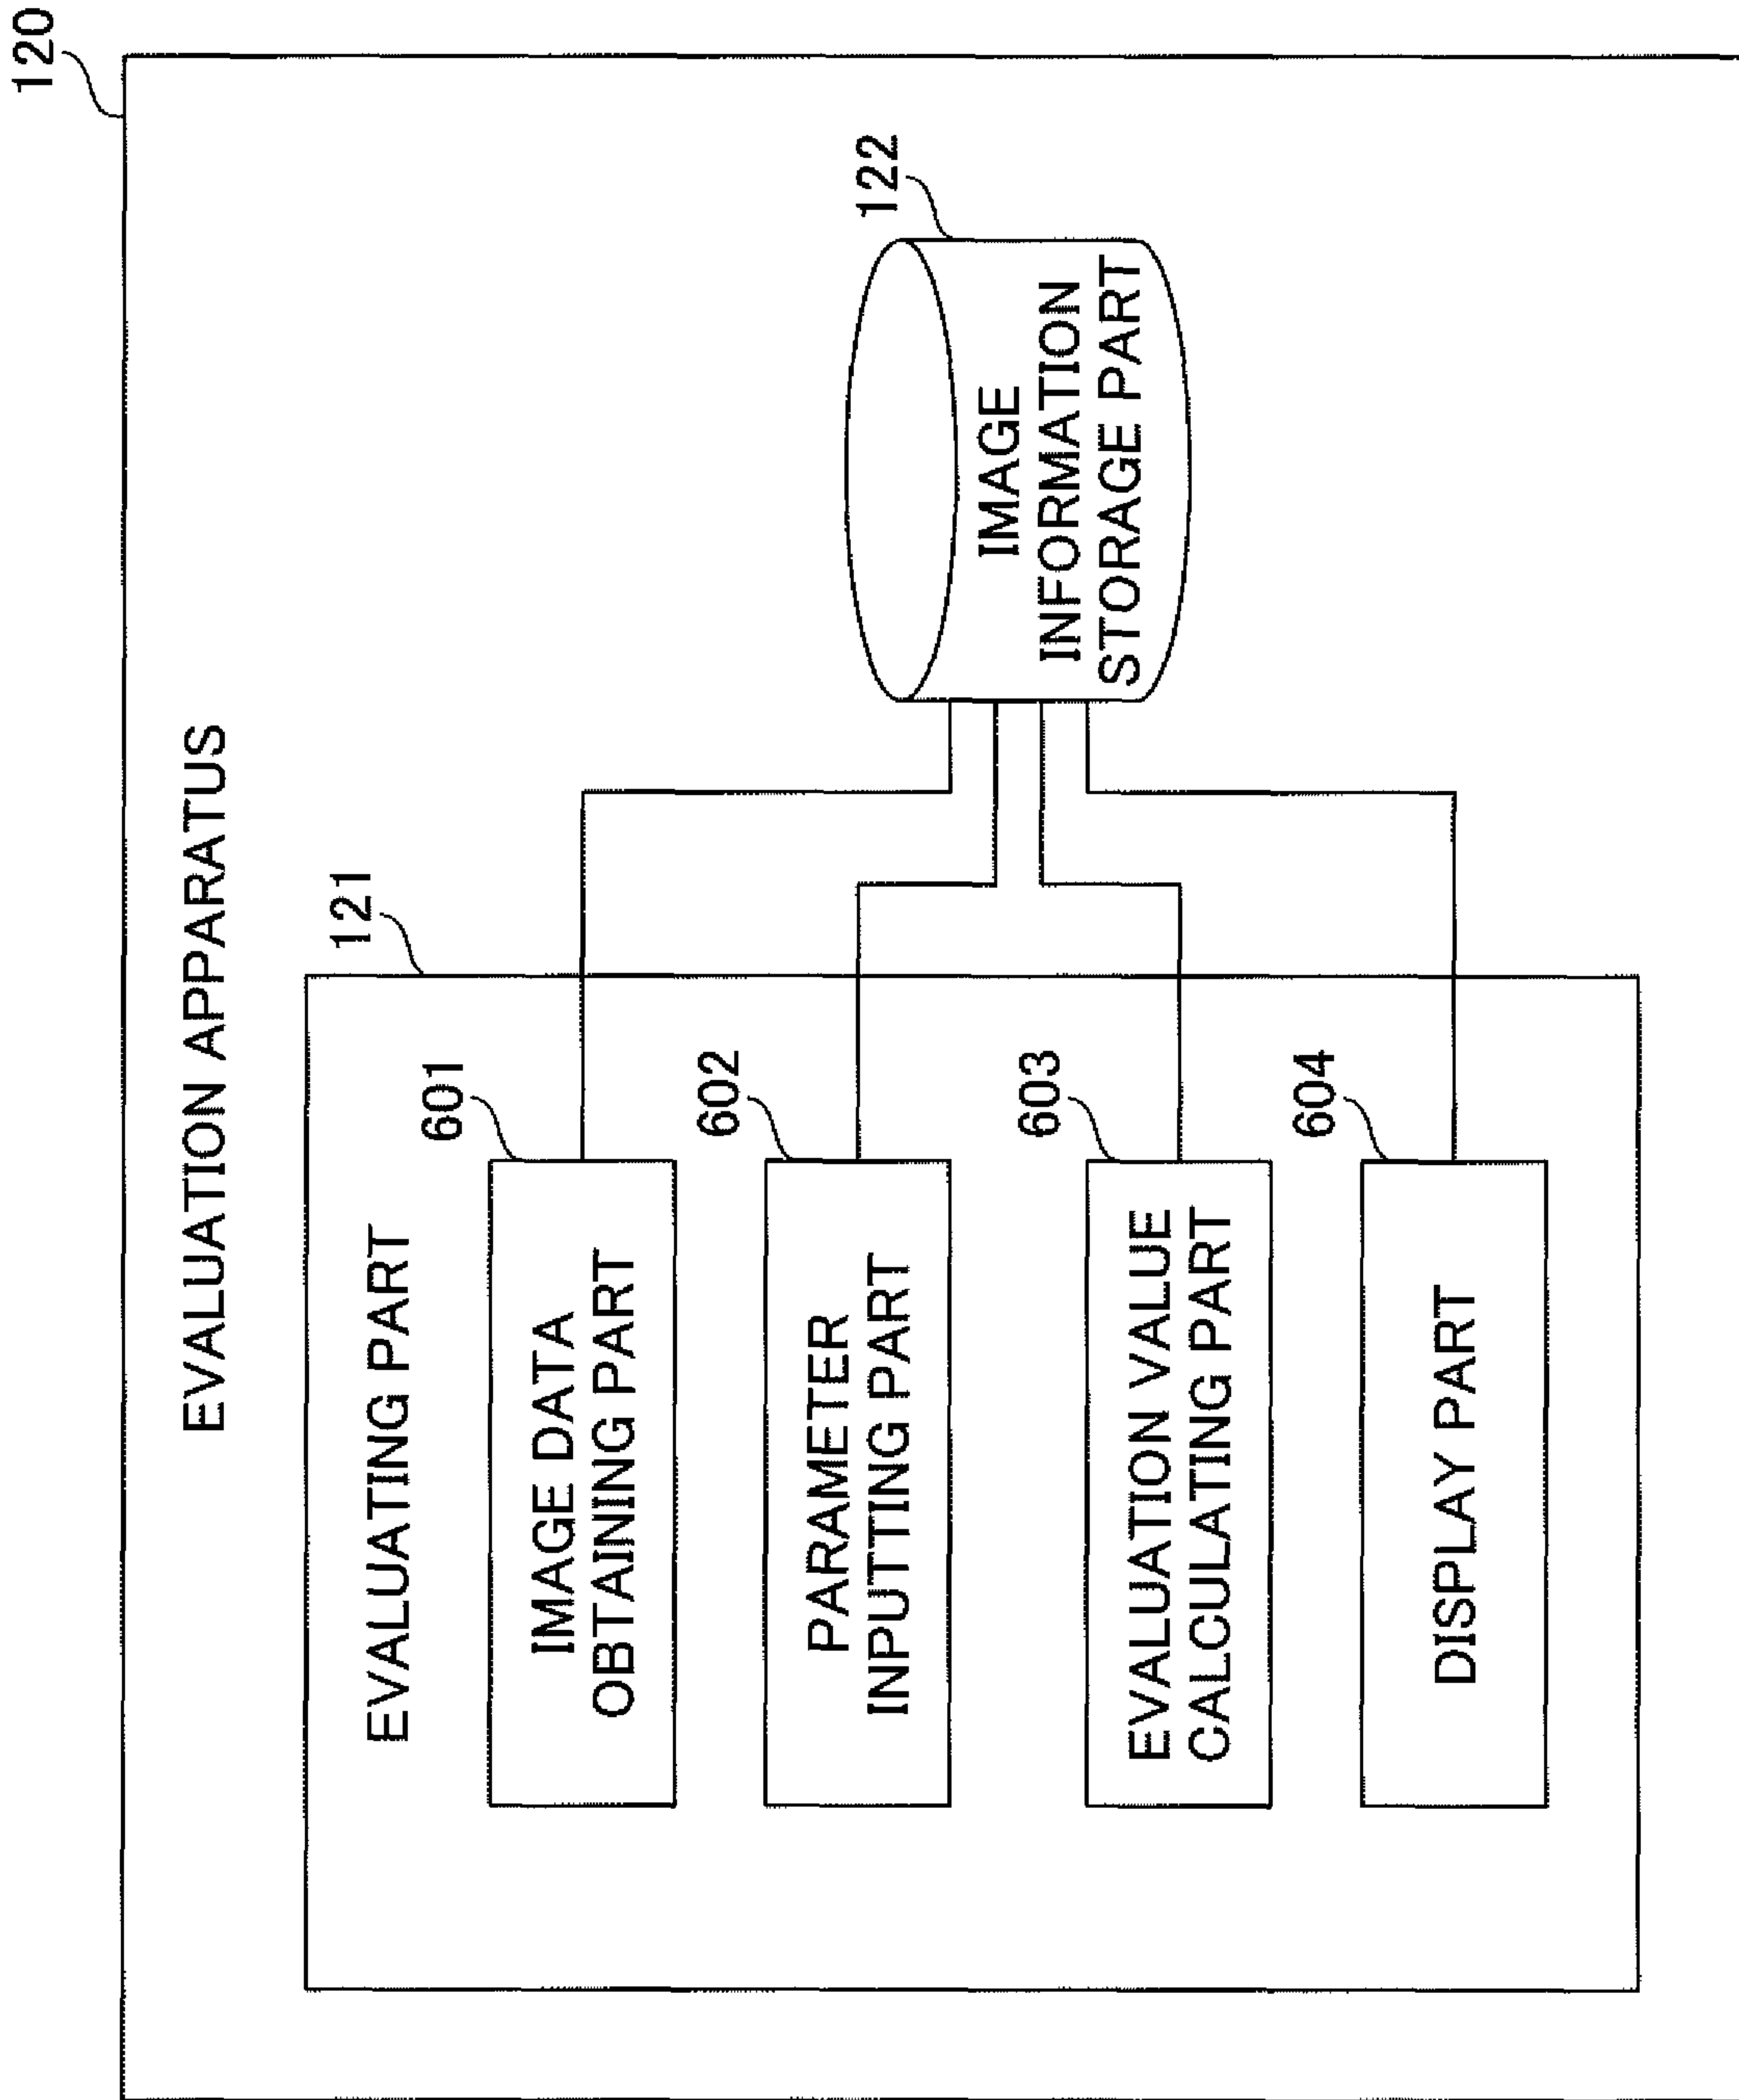 120
EVALUATION APPARATUS
121
EVALUATING PART
601
IMAGE DATA
OBTAINING PART
602
PARAMETER
INPUTTING PART
603
EVALUATION VALUE
CALCULATING PART
604
DISPLAY PART
122
IMAGE
INFORMATION
STORAGE PART